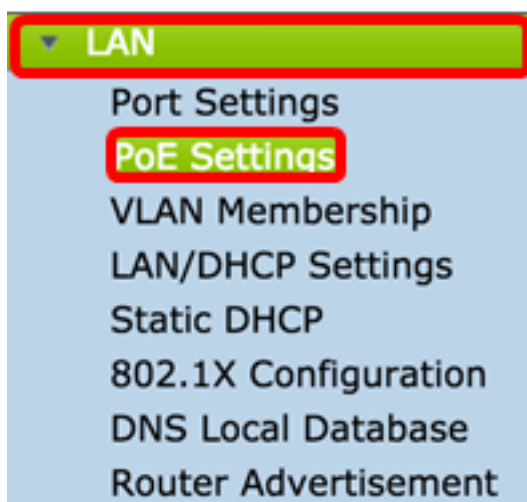 LAN
Port Settings
PoE Settings
VLAN Membership
LAN/DHCP Settings
Static DHCP
802.1X Configuration
DNS Local Database
Router Advertisement